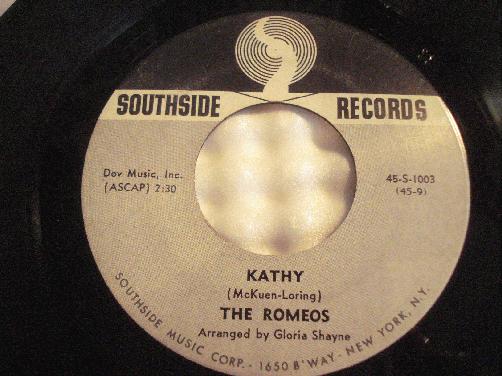 SOUTHSIDE RECORDS
Dov Music, Inc.
(ASCAP) 2:30
45-S-1003
(45-9)
KATHY
(McKuen-Loring)
THE ROMEOS
Arranged by Gloria Shayne
SOUTHSIDE MUSIC CORP. - 1650 B'WAY - NEW YORK, N.Y.